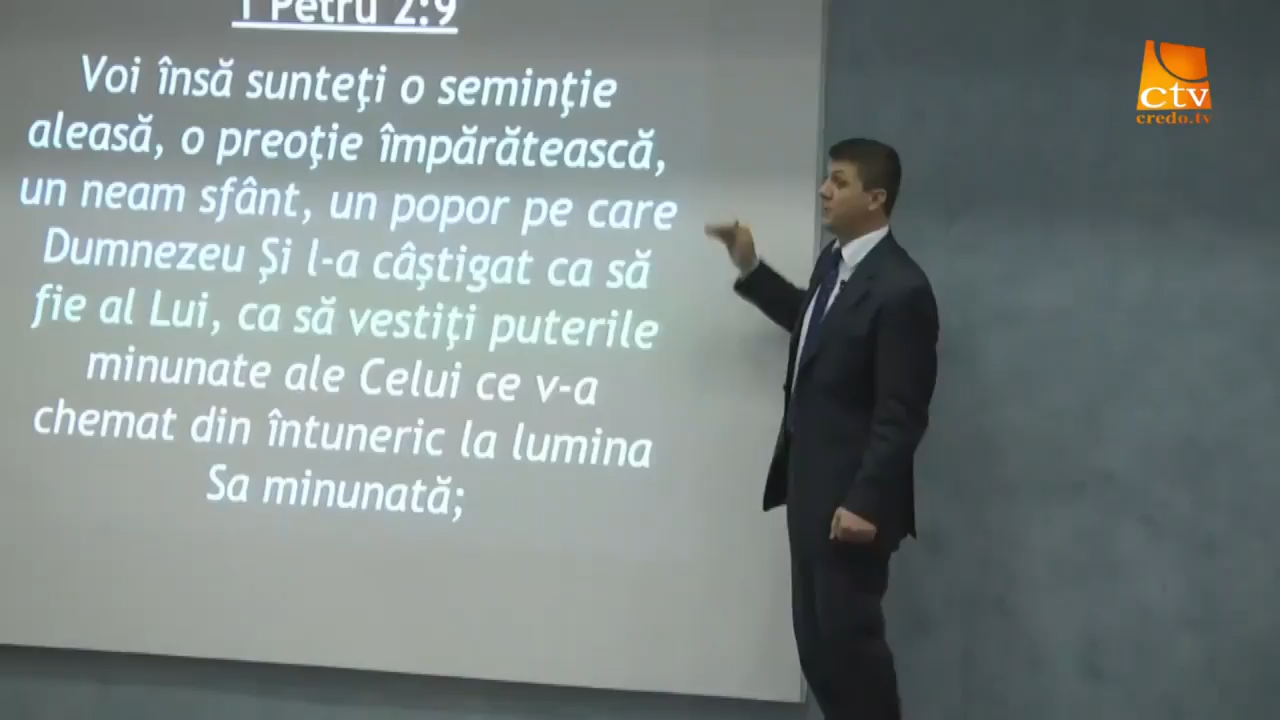 1 Petru 2:9
Voi însă sunteţi o seminţie
aleasă, o preoţie împărătească,
un neam sfânt, un popor pe care
Dumnezeu Şi l-a câştigat ca să
fie al Lui, ca să vestiţi puterile
minunate ale Celui ce v-a
chemat din întuneric la lumina
Sa minunată;
ctv
credo.tv